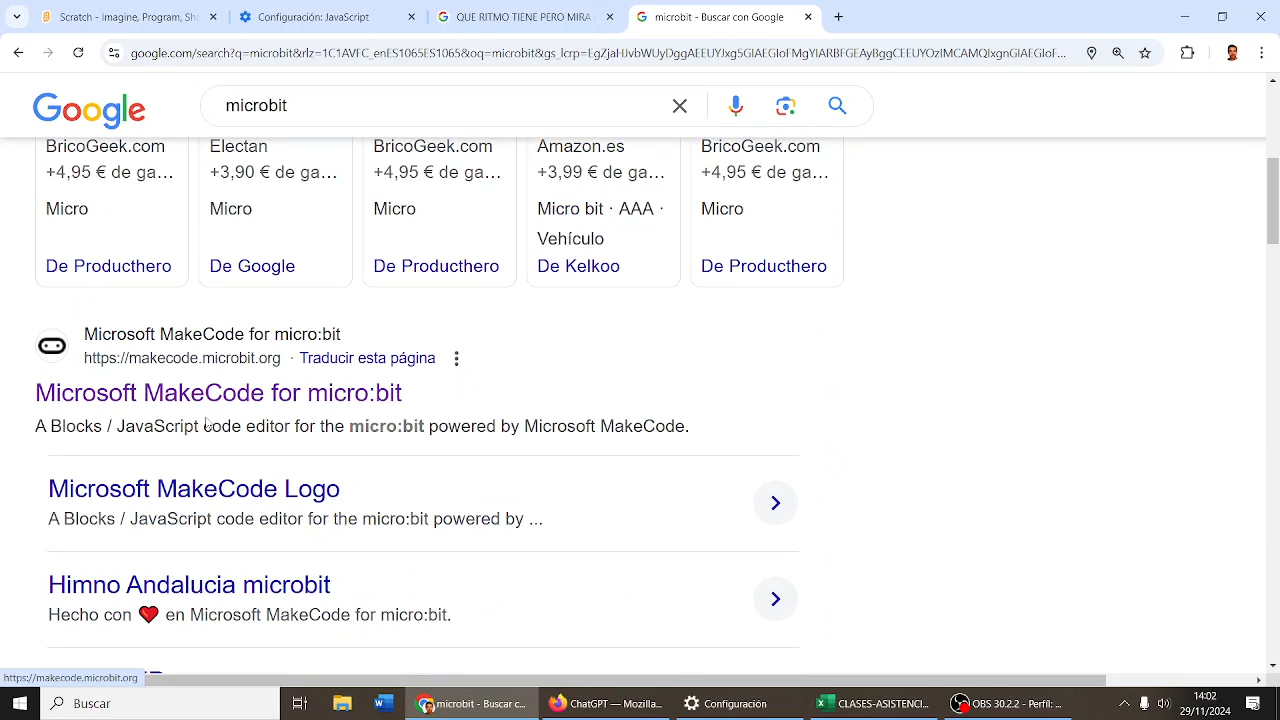 Scratch - Imagine, Program, Sh
Configuración: JavaScript
QUE RITMO TIENE PERO MIRA
microbit - Buscar con Google
google.com/search?q=microbit&rlz=1C1AVFC_enES1065ES1065&oq=microbit&gs_lcrp=
Google
microbit
BricoGeek.com
+4,95 € de ga...
Micro
De Producthero
Electan
+3,90 € de ga...
Micro
De Google
BricoGeek.com
+4,95 € de ga...
Micro
De Producthero
Amazon.es
+3,99 € de ga...
Micro bit · AAA ·
Vehículo
De Kelkoo
BricoGeek.com
+4,95 € de ga...
Micro
De Producthero
Microsoft MakeCode for micro:bit
https://makecode.microbit.org · Traducir esta página
Microsoft MakeCode for micro:bit
A Blocks / JavaScript code editor for the micro:bit powered by Microsoft MakeCode.
Microsoft MakeCode Logo
A Blocks / JavaScript code editor for the micro:bit powered by ...
Himno Andalucia microbit
Hecho con ❤ en Microsoft MakeCode for micro:bit.
https://makecode.microbit.org
Buscar
microbit - Buscar c...
ChatGPT — Mozilla...
Configuración
CLASES-ASISTENCI...
OBS 30.2.2 - Perfil:...
14:02
29/11/2024